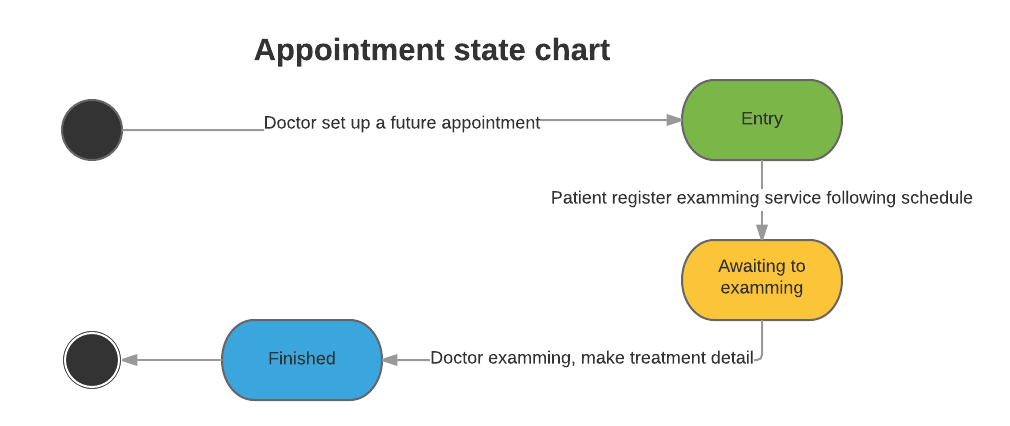 Appointment state chart
Doctor set up a future appointment
Entry
Patient register examming service following schedule
Awaiting to
examming
Doctor examming, make treatment detail
Finished